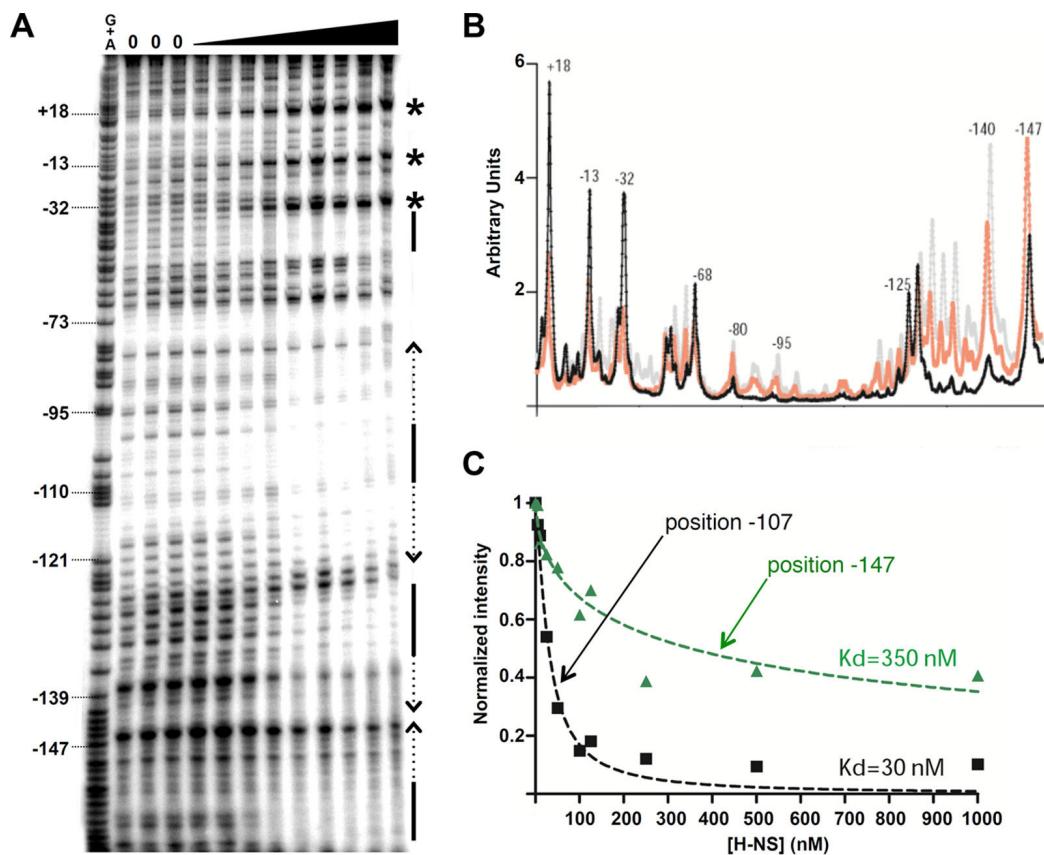 A
G
+
A
0 0 0
+18
-13
-32
-73
-95
-110
-121
-139
-147
*
*
*
B
Arbitrary Units
6
4
2
+18
-13
-32
-68
-80
-95
-125
-140
-147
C
Normalized intensity
1
0.8
0.6
0.4
0.2
position -107
position -147
Kd=350 nM
Kd=30 nM
100 200 300 400 500 600 700 800 900 1000
[H-NS] (nM)